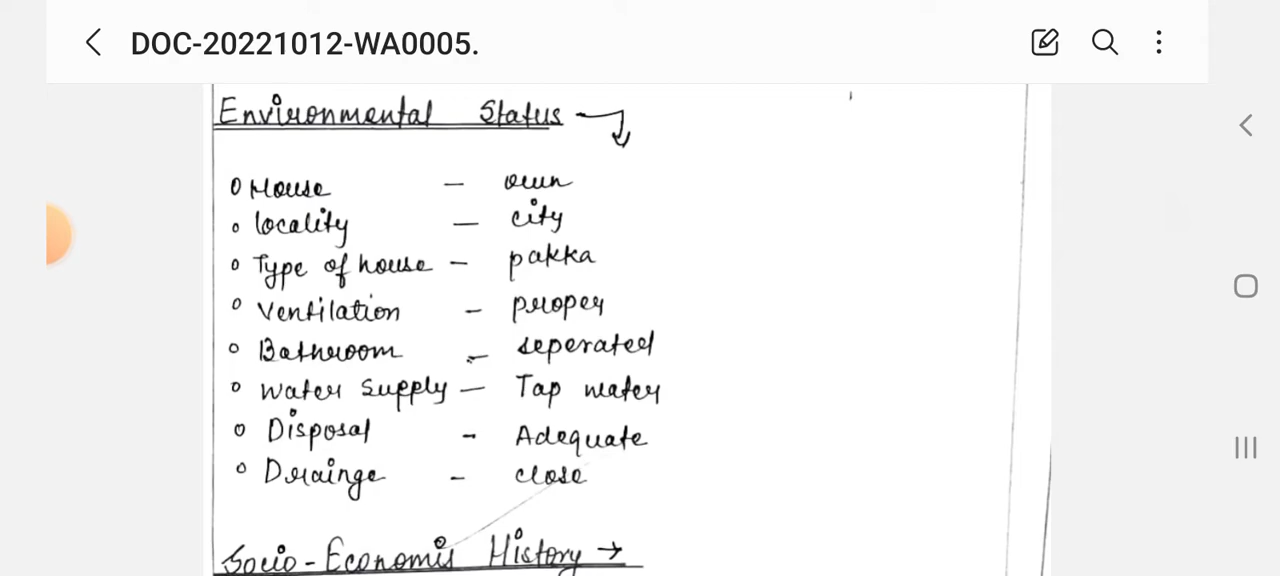 DOC-20221012-WA0005.
Environmental Status
House - own
locality - city
Type of house - pakka
Ventilation - proper
Bathroom - seperated
Water supply - Tap water
Disposal - Adequate
Drainge - close
Socio-Economis History →